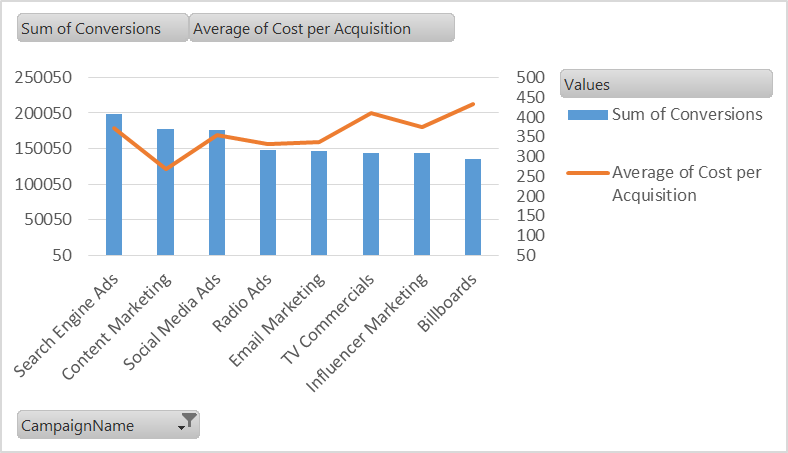 Sum of Conversions
Average of Cost per Acquisition
250050
200050
150050
100050
50050
50
500
450
400
350
300
250
200
150
100
50
Search Engine Ads
Content Marketing
Social Media Ads
Radio Ads
Email Marketing
TV Commercials
Influencer Marketing
Billboards
Values
Sum of Conversions
Average of Cost per
Acquisition
CampaignName